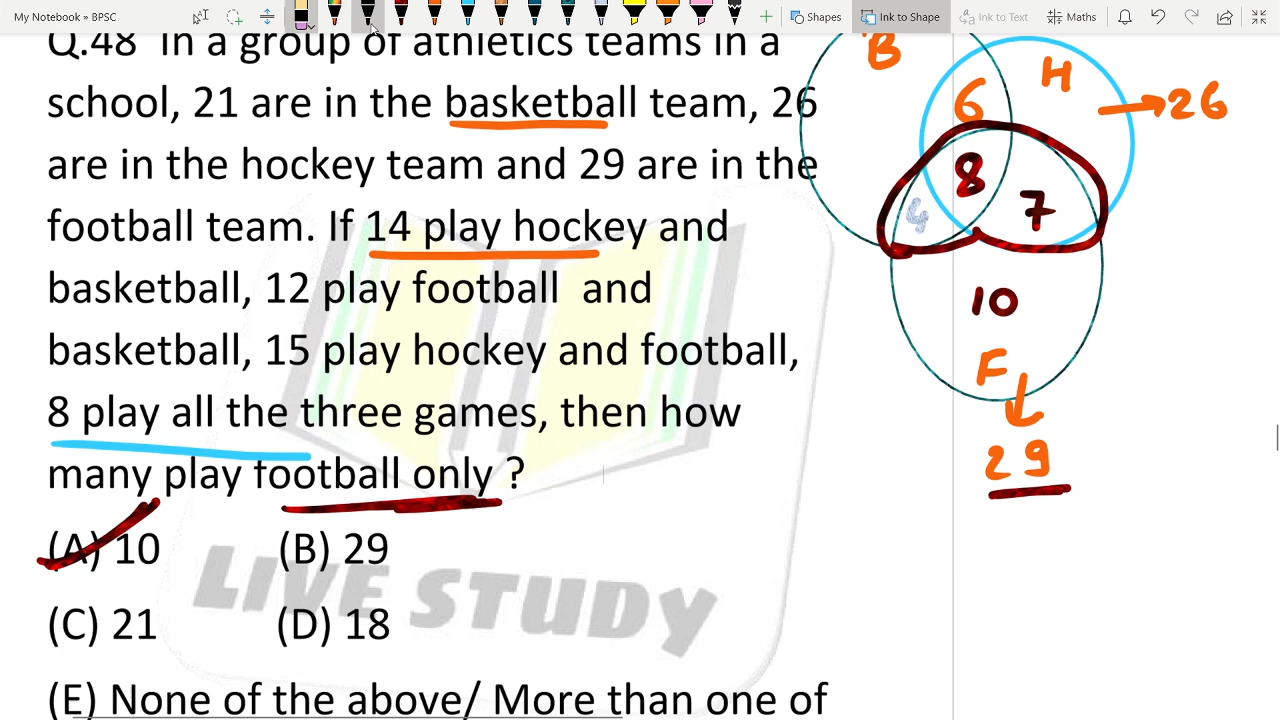 My Notebook » BPSC
Shapes
Ink to Shape
Ink to Text
Maths
Q.48 In a group of athletics teams in a
school, 21 are in the basketball team, 26
are in the hockey team and 29 are in the
football team. If 14 play hockey and
basketball, 12 play football and
basketball, 15 play hockey and football,
8 play all the three games, then how
many play football only ?
(A) 10 (B) 29
(C) 21 (D) 18
(E) None of the above/ More than one of
B
H
6
26
8
4
7
10
F
29
LIVE STUDY